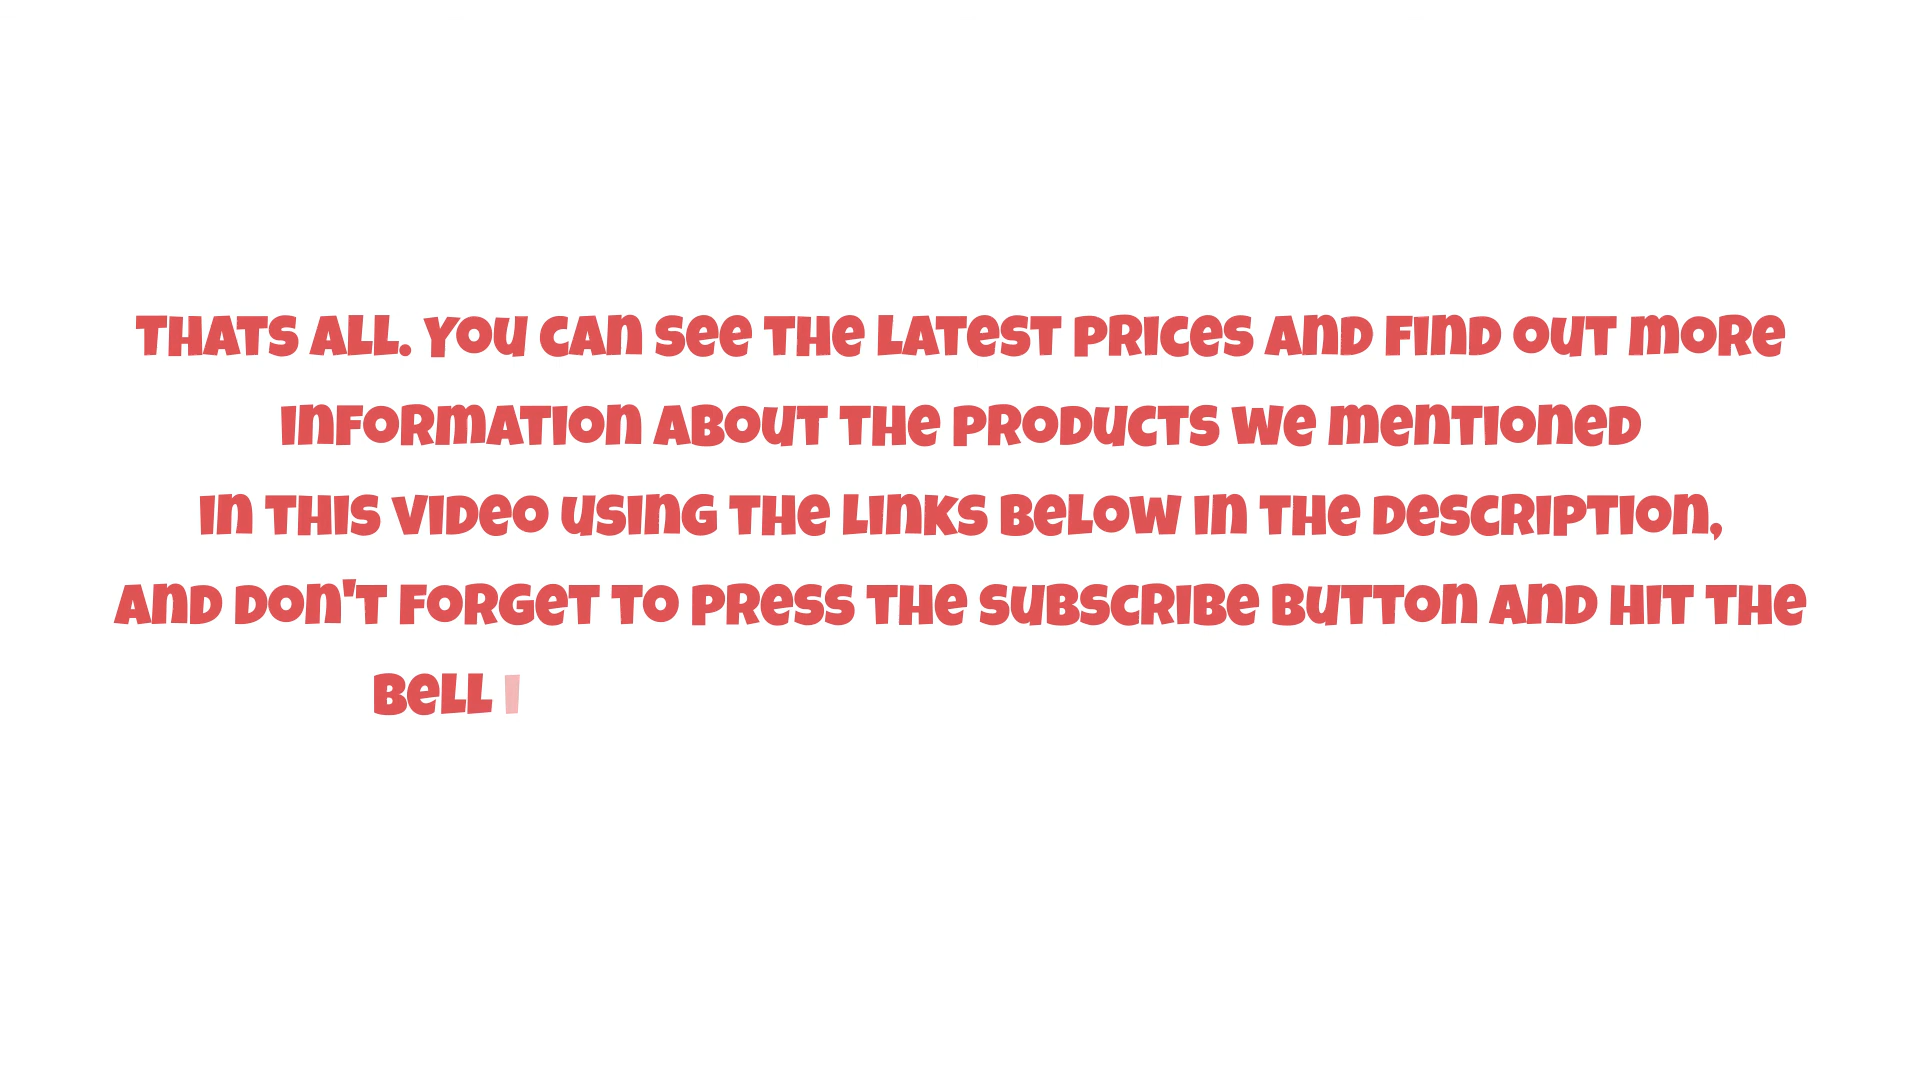 THATS ALL. YOU CAN SEE THE LATEST PRICES AND FIND OUT MORE
INFORMATION ABOUT THE PRODUCTS WE MENTIONED
IN THIS VIDEO USING THE LINKS BELOW IN THE DESCRIPTION,
AND DON'T FORGET TO PRESS THE SUBSCRIBE BUTTON AND HIT THE
BELL I